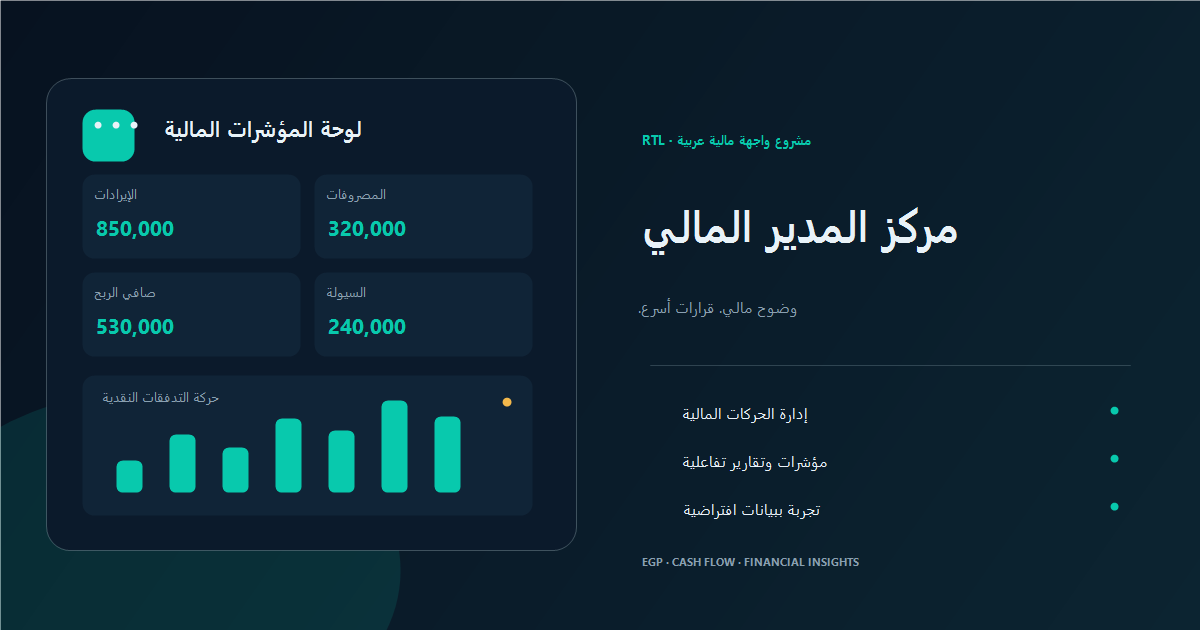 لوحة المؤشرات المالية
الإيرادات
850,000
المصروفات
320,000
صافي الربح
530,000
السيولة
240,000
حركة التدفقات النقدية
مشروع واجهة مالية عربية · RTL
مركز المدير المالي
وضوح مالي. قرارات أسرع.
إدارة الحركات المالية
مؤشرات وتقارير تفاعلية
تجربة ببيانات افتراضية
EGP · CASH FLOW · FINANCIAL INSIGHTS